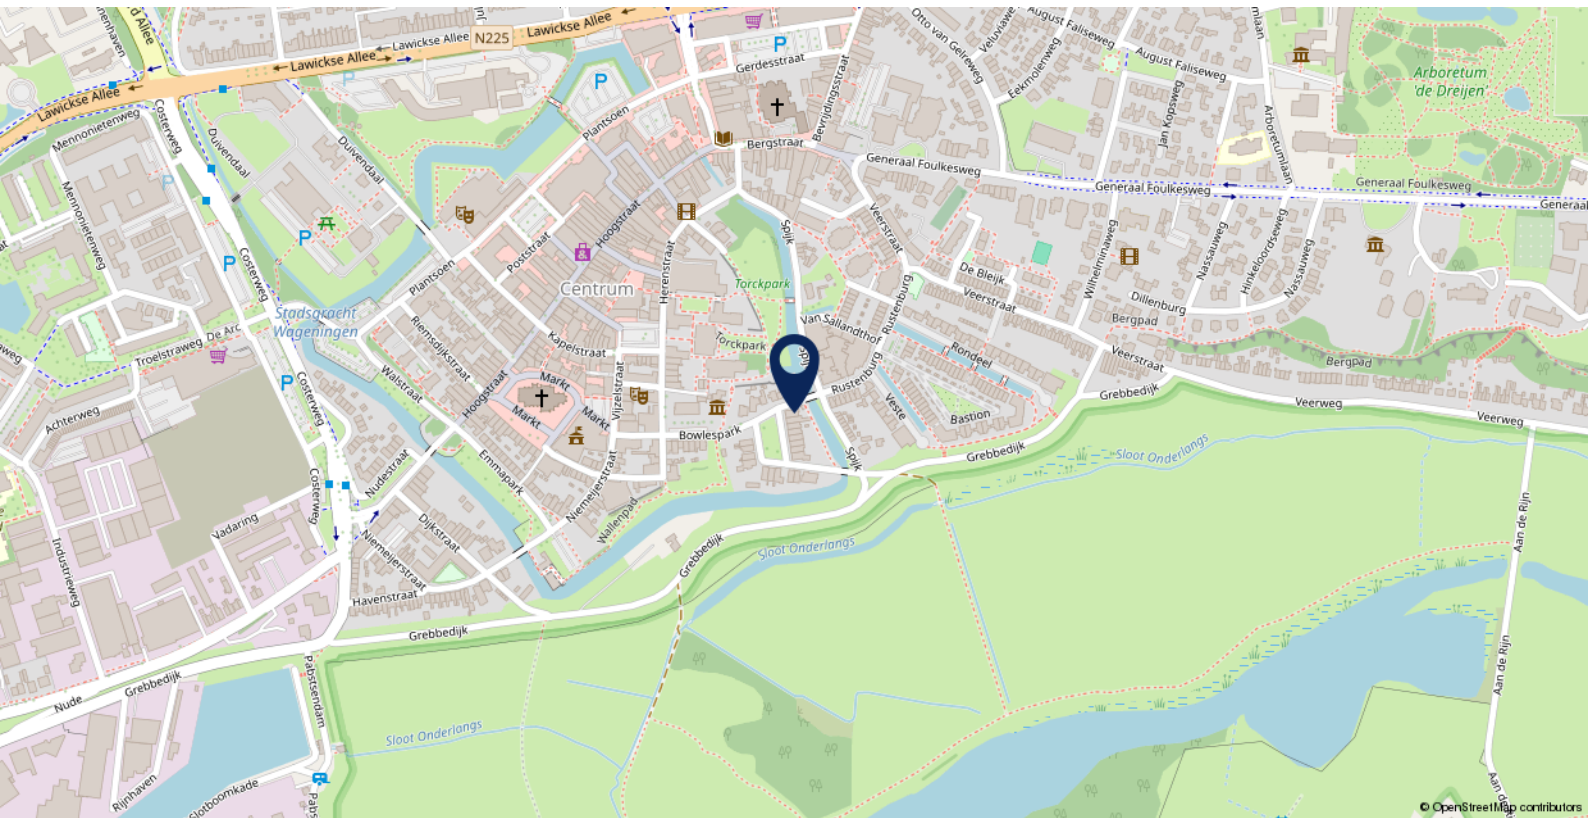 Lawickse Allee
N225
Lawickse Allee
Lawickse Allee
Lawickse Allee
Gerdesstraat
Otto van Gelreweg
August Faliseweg
August Faliseweg
Eekmolenweg
Jan Kopsweg
Arboretumlaan
Arboretum
'de Dreijen'
Mennonietenweg
Mennonietenweg
Costerweg
Duivendaal
Duivendaal
Plantsoen
Bevrijdingsstraat
Bergstraat
Generaal Foulkesweg
Generaal Foulkesweg
Generaal Foulkesweg
P
P
P
P
P
P
P
Costerweg
Plantsoen
Poststraat
Hoogstraat
Herenstraat
Spijk
Veerstraat
De Bleijk
Veerstraat
Wilhelminaweg
Nassauweg
Hinkeloordseweg
Nassauweg
Dillenburg
Bergpad
Centrum
Torckpark
Stadsgracht
Wageningen
Rustenburg
Van Sallandthof
Torckpark
Spijk
Rondeel
Veerstraat
Bergpad
Troelstraweg
De Arc
Riemsdijkstraat
Kapelstraat
Walstraat
Hoogstraat
Markt
Markt
Markt
Vijzelstraat
Rustenburg
Veste
Bastion
Grebbedijk
Veerweg
Veerweg
Achterweg
Costerweg
Bowlespark
Spijk
Grebbedijk
Sloot Onderlangs
Nudestraat
Emmapark
Niemeijerstraat
Wallenpad
Costerweg
Nadaring
Dijkstraat
Niemeijerstraat
Industrieweg
Havenstraat
Grebbedijk
Sloot Onderlangs
Aan de Rijn
Grebbedijk
Grebbedijk
Nude
Pabstsendam
Sloot Onderlangs
Aan de Rijn
Rijnhaven
Slotboomkade
© OpenStreetMap contributors